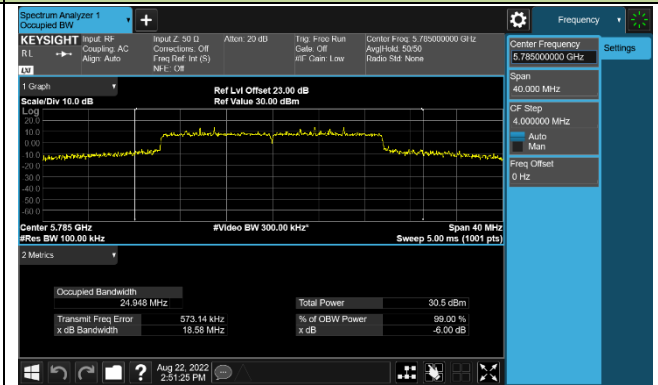 Spectrum Analyzer 1
Occupied BW
Frequency
KEYSIGHT
RL
LXI
Input: RF
Coupling: AC
Align: Auto
Input Z: 50 Ω
Corrections: Off
Freq Ref: Int (S)
NFE: Off
Atten: 20 dB
Trig: Free Run
Gate: Off
#IF Gain: Low
Center Freq: 5.785000000 GHz
Avg|Hold: 50/50
Radio Std: None
Center Frequency
5.785000000 GHz
Settings
Span
40.000 MHz
CF Step
4.000000 MHz
Auto
Man
Freq Offset
0 Hz
1 Graph
Scale/Div 10.0 dB
Ref Lvl Offset 23.00 dB
Ref Value 30.00 dBm
Log
20.0
10.0
0.00
-10.0
-20.0
-30.0
-40.0
-50.0
-60.0
Center 5.785 GHz
#Video BW 300.00 kHz*
Span 40 MHz
#Res BW 100.00 kHz
Sweep 5.00 ms (1001 pts)
2 Metrics
Occupied Bandwidth
24.948 MHz
Total Power 30.5 dBm
Transmit Freq Error 573.14 kHz
% of OBW Power 99.00 %
x dB Bandwidth 18.58 MHz
x dB -6.00 dB
Aug 22, 2022
2:51:25 PM